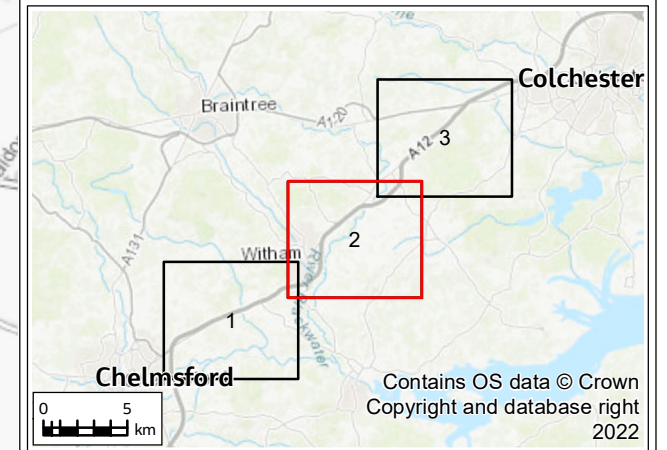 Colchester
Braintree
A120
A12
3
2
A131
Witham
River Blackwater
1
Chelmsford
Contains OS data © Crown
Copyright and database right
2022
0 5
km